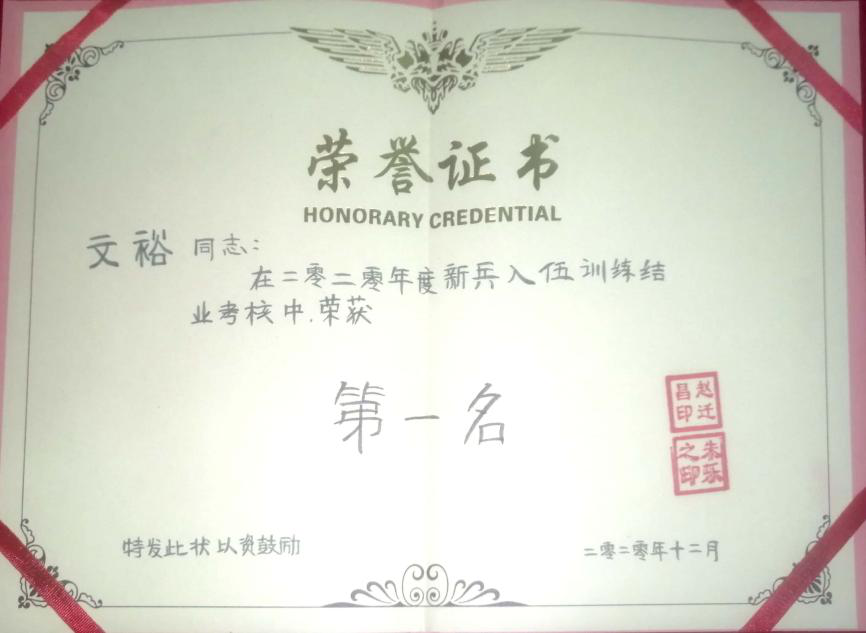 荣誉证书
HONORARY CREDENTIAL
文裕 同志：
在二零二零年度新兵入伍训练结
业考核中.荣获
第一名
赵迁昌印
朱乐之印
特发此状以资鼓励
二零二零年十二月